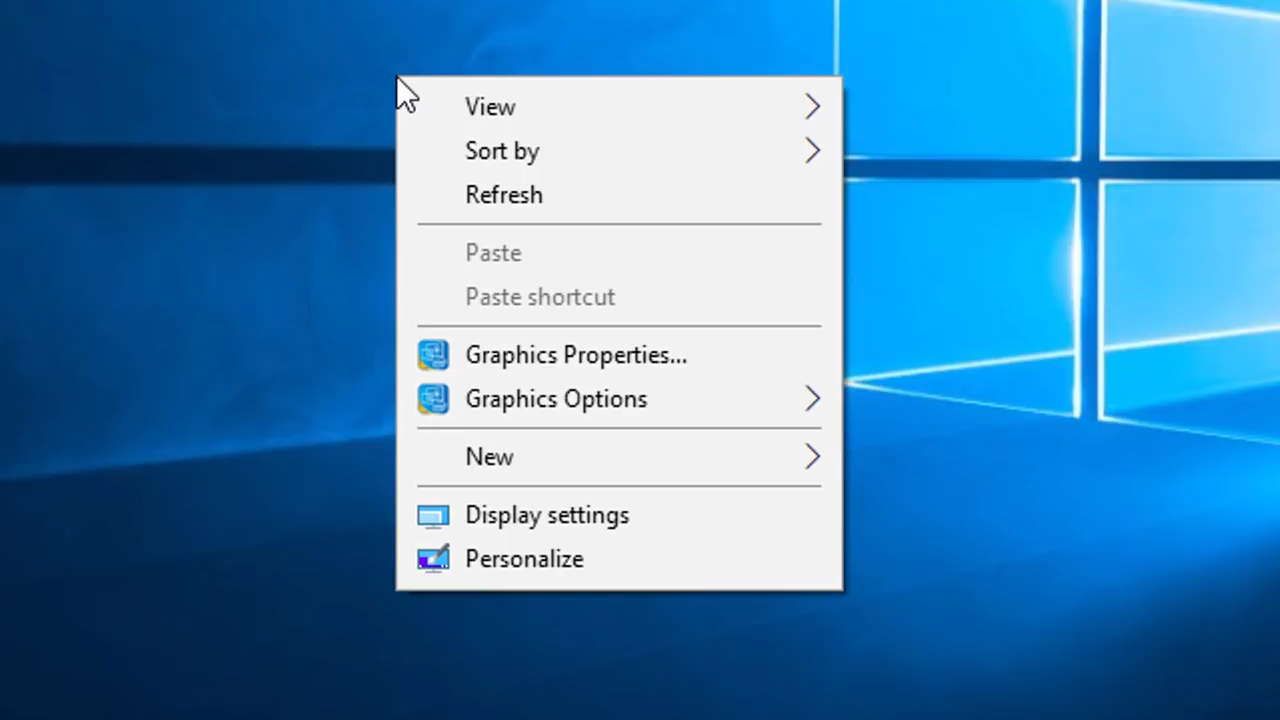 View
Sort by
Refresh
Paste
Paste shortcut
Graphics Properties...
Graphics Options
New
Display settings
Personalize